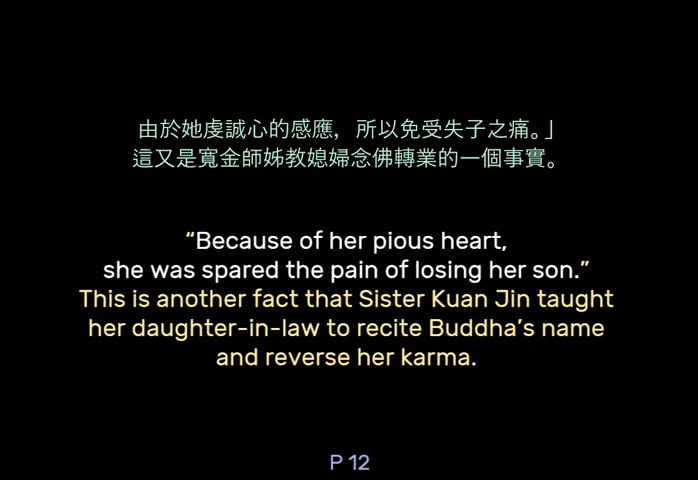 由於她虔誠心的感應，所以免受失子之痛。」
這又是寬金師姊教媳婦念佛轉業的一個事實。
“Because of her pious heart,
she was spared the pain of losing her son.”
This is another fact that Sister Kuan Jin taught
her daughter-in-law to recite Buddha’s name
and reverse her karma.
P 12